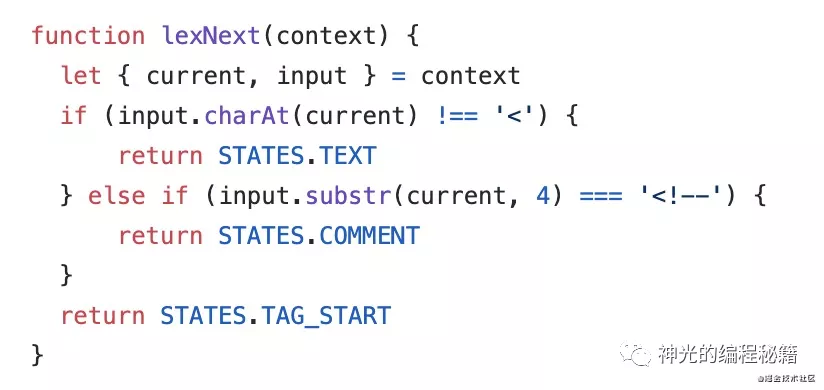 function lexNext(context) {
  let { current, input } = context
  if (input.charAt(current) !== '<') {
      return STATES.TEXT
  } else if (input.substr(current, 4) === '<!--') {
      return STATES.COMMENT
  }
  return STATES.TAG_START
}
神光的编程秘籍
@掘金技术社区